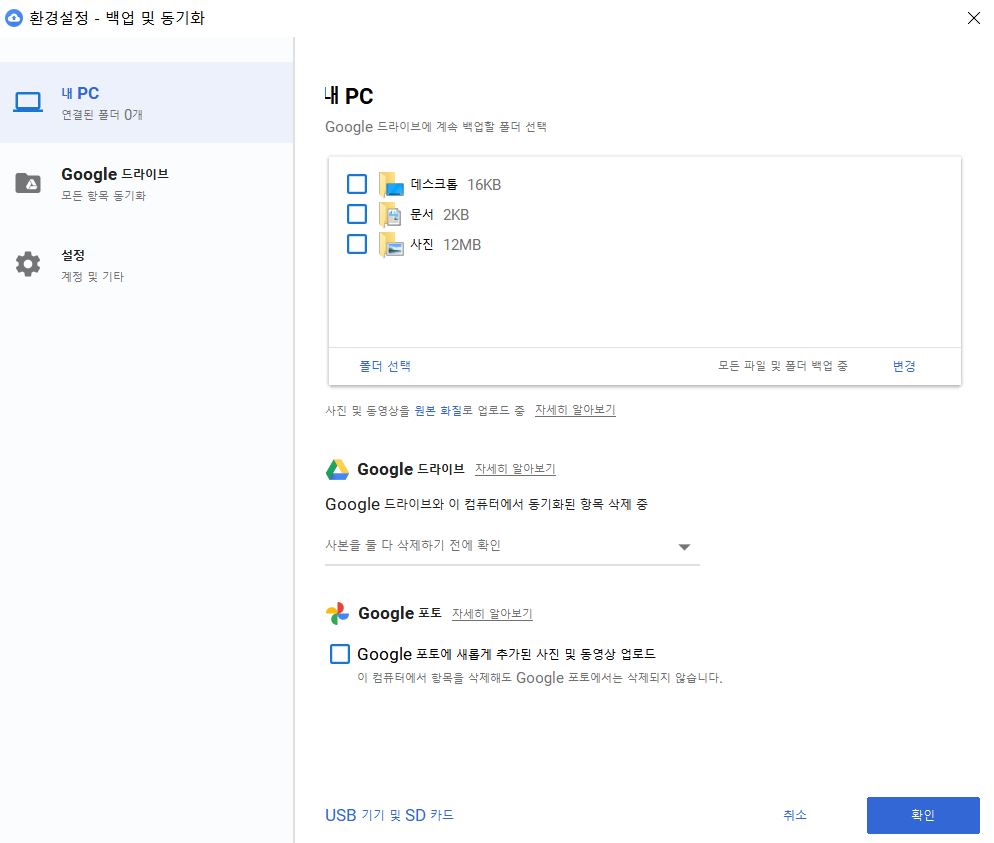 환경설정 - 백업 및 동기화
내 PC
연결된 폴더 0개
Google 드라이브
모든 항목 동기화
설정
계정 및 기타
내 PC
Google 드라이브에 계속 백업할 폴더 선택
데스크톱 16KB
문서 2KB
사진 12MB
폴더 선택 모든 파일 및 폴더 백업 중 변경
사진 및 동영상을 원본 화질로 업로드 중 자세히 알아보기
Google 드라이브 자세히 알아보기
Google 드라이브와 이 컴퓨터에서 동기화된 항목 삭제 중
사본을 둘 다 삭제하기 전에 확인
Google 포토 자세히 알아보기
Google 포토에 새롭게 추가된 사진 및 동영상 업로드
이 컴퓨터에서 항목을 삭제해도 Google 포토에서는 삭제되지 않습니다.
USB 기기 및 SD 카드 취소 확인